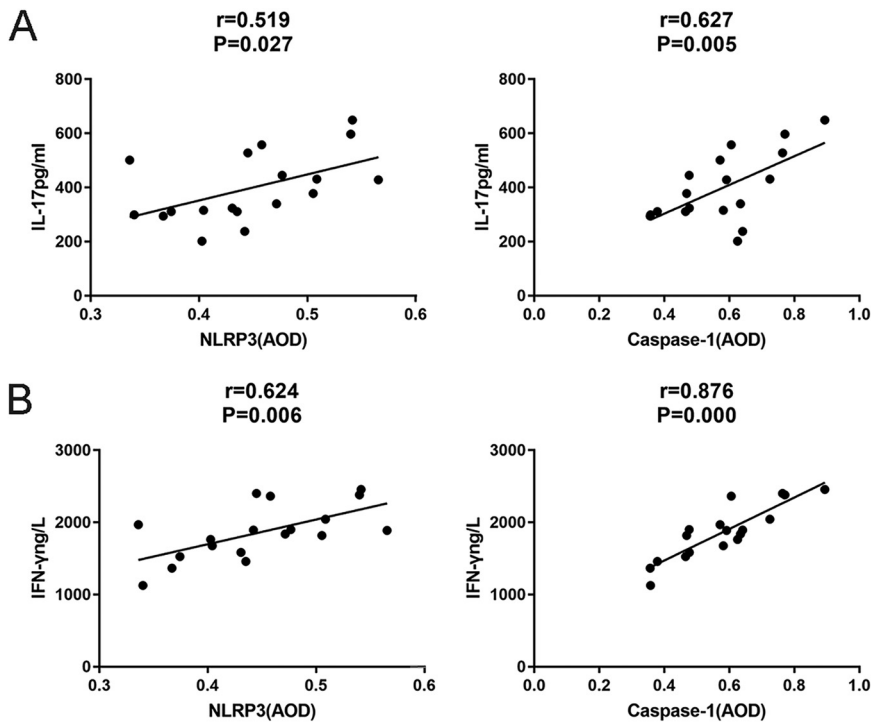 A
r=0.519
P=0.027
800
600
400
200
0
IL-17pg/ml
0.3
0.4
0.5
0.6
NLRP3(AOD)
r=0.627
P=0.005
800
600
400
200
0
IL-17pg/ml
0.0
0.2
0.4
0.6
0.8
1.0
Caspase-1(AOD)
B
r=0.624
P=0.006
3000
2000
1000
0
IFN-γng/L
0.3
0.4
0.5
0.6
NLRP3(AOD)
r=0.876
P=0.000
3000
2000
1000
0
IFN-γng/L
0.0
0.2
0.4
0.6
0.8
1.0
Caspase-1(AOD)